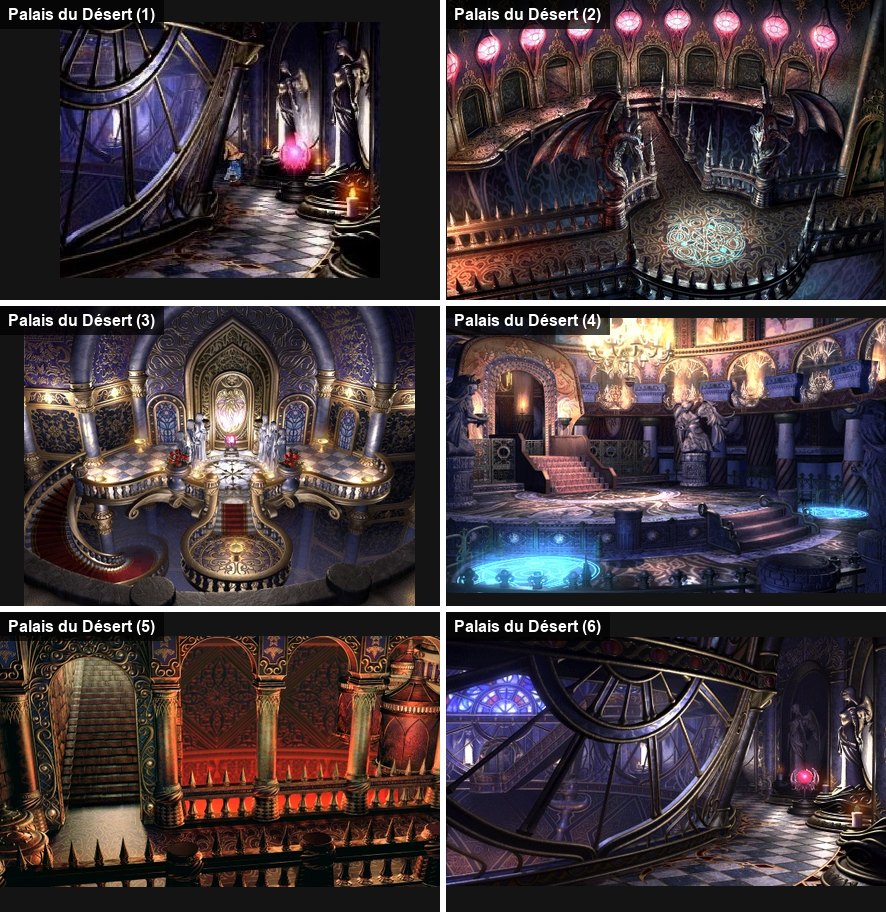 Palais du Désert (1)
Palais du Désert (2)
Palais du Désert (3)
Palais du Désert (4)
Palais du Désert (5)
Palais du Désert (6)